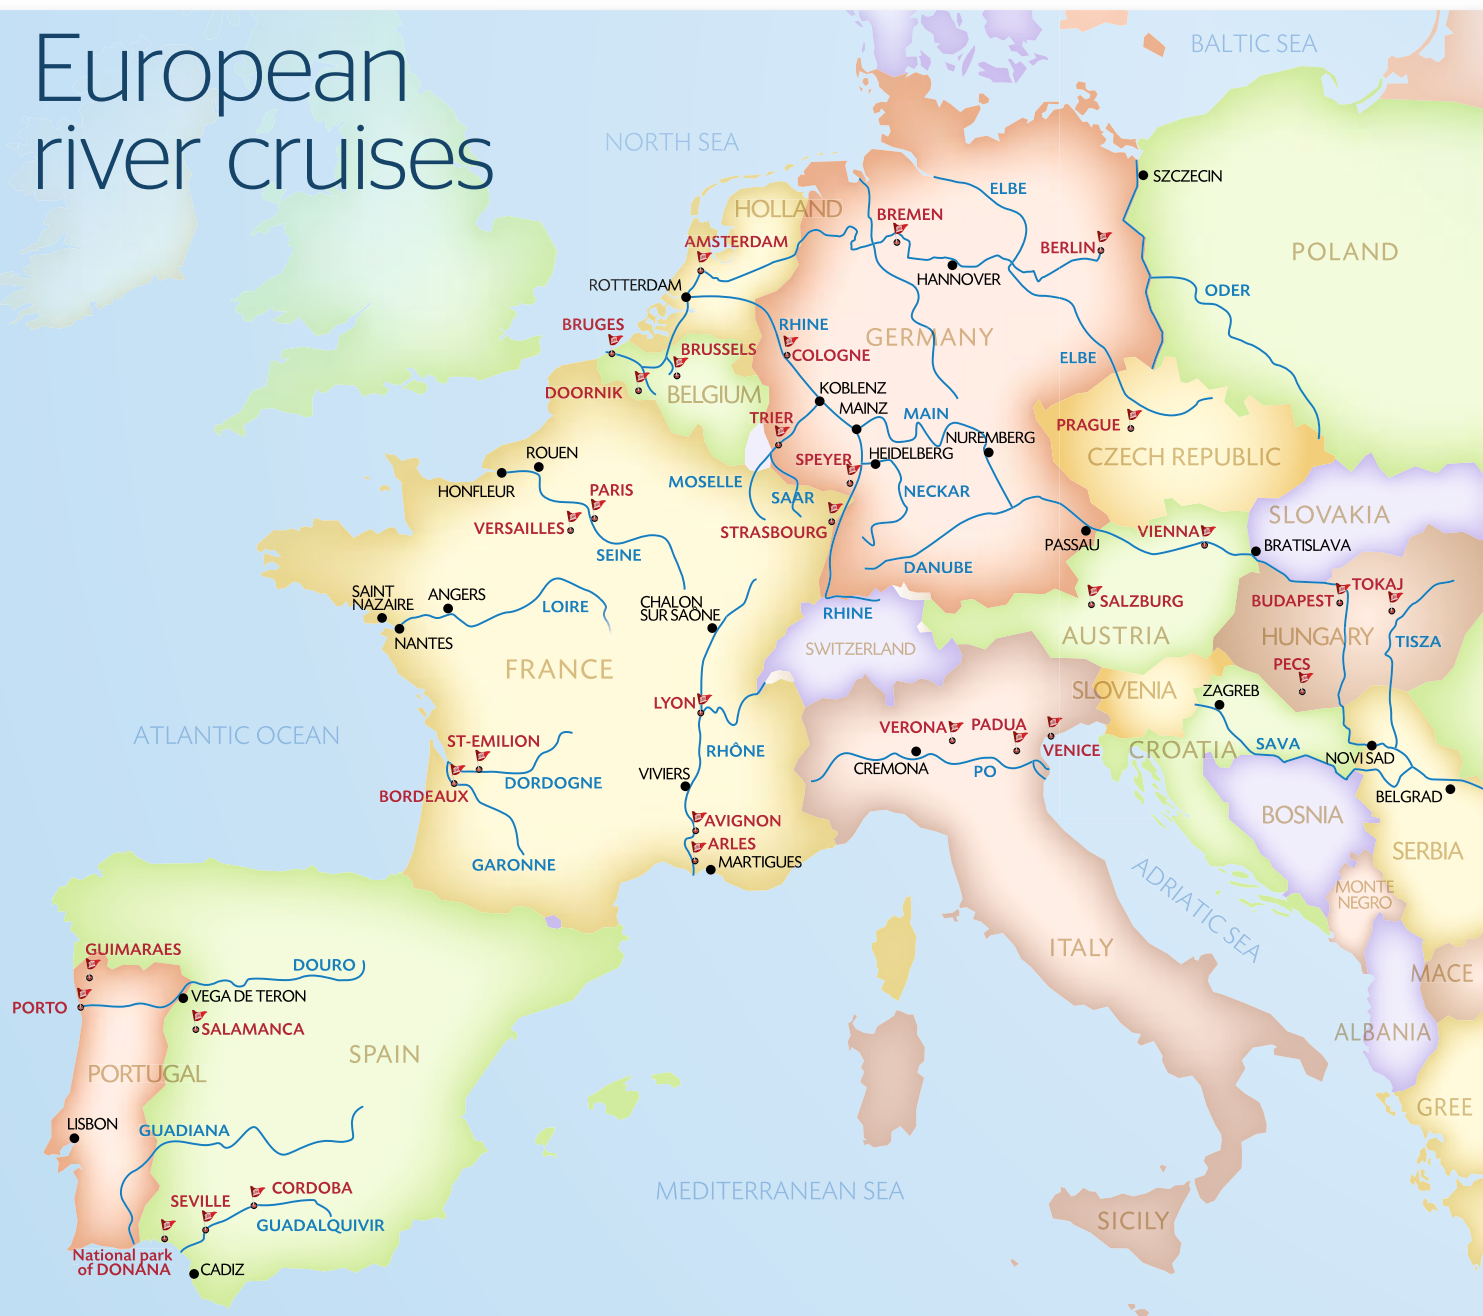 European
river cruises
BALTIC SEA
NORTH SEA
SZCZECIN
ELBE
HOLLAND
BREMEN
AMSTERDAM
BERLIN
POLAND
HANNOVER
ROTTERDAM
ODER
BRUGES
RHINE
GERMANY
BRUSSELS
COLOGNE
ELBE
DOORNIK
BELGIUM
KOBLENZ
MAINZ
MAIN
TRIER
PRAGUE
NUREMBERG
ROUEN
HEIDELBERG
CZECH REPUBLIC
SPEYER
MOSELLE
HONFLEUR
PARIS
SAAR
NECKAR
SLOVAKIA
VERSAILLES
STRASBOURG
VIENNA
PASSAU
BRATISLAVA
SEINE
DANUBE
TOKAJ
SAINT
NAZAIRE
ANGERS
LOIRE
CHALON
SUR SAÔNE
RHINE
SALZBURG
BUDAPEST
NANTES
SWITZERLAND
AUSTRIA
HUNGARY
TISZA
FRANCE
PECS
SLOVENIA
ZAGREB
LYON
VERONA
PADUA
ATLANTIC OCEAN
ST-EMILION
RHÔNE
VENICE
CROATIA
SAVA
NOVI SAD
CREMONA
PO
VIVIERS
DORDOGNE
BORDEAUX
BELGRAD
AVIGNON
BOSNIA
ARLES
SERBIA
MARTIGUES
GARONNE
MONTE
NEGRO
ADRIATIC SEA
GUIMARAES
ITALY
DOURO
MACE
VEGA DE TERON
PORTO
SALAMANCA
ALBANIA
SPAIN
PORTUGAL
GREE
LISBON
GUADIANA
CORDOBA
MEDITERRANEAN SEA
SEVILLE
SICILY
GUADALQUIVIR
National park
of DONÁNA
CADIZ